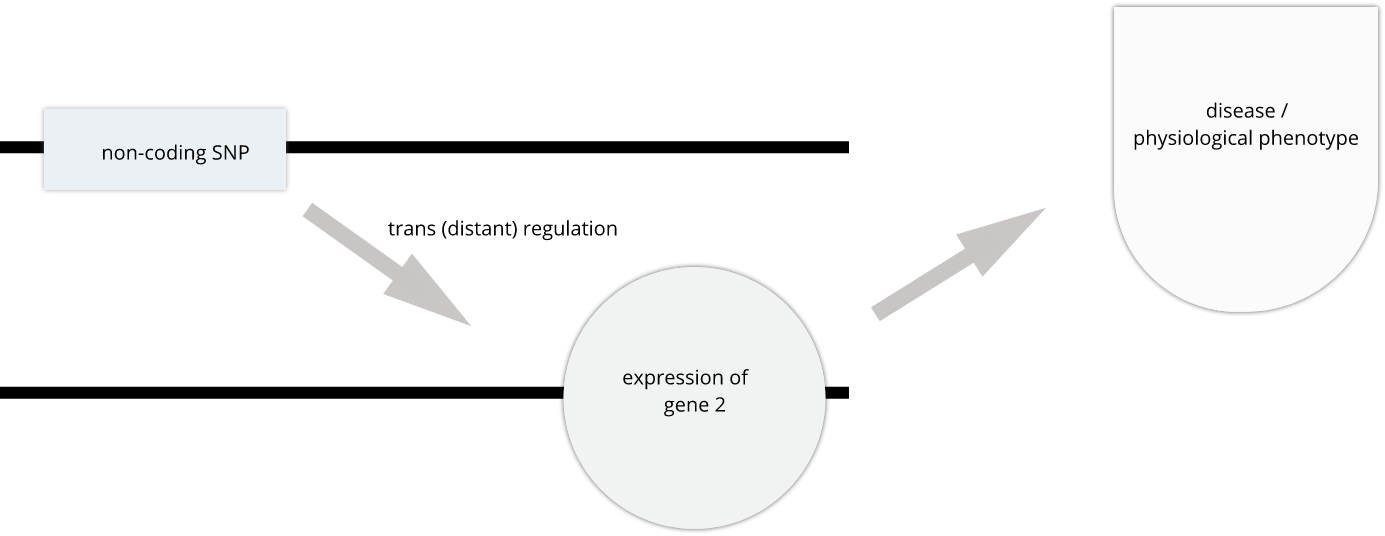 disease /
physiological phenotype
non-coding SNP
trans (distant) regulation
expression of
gene 2